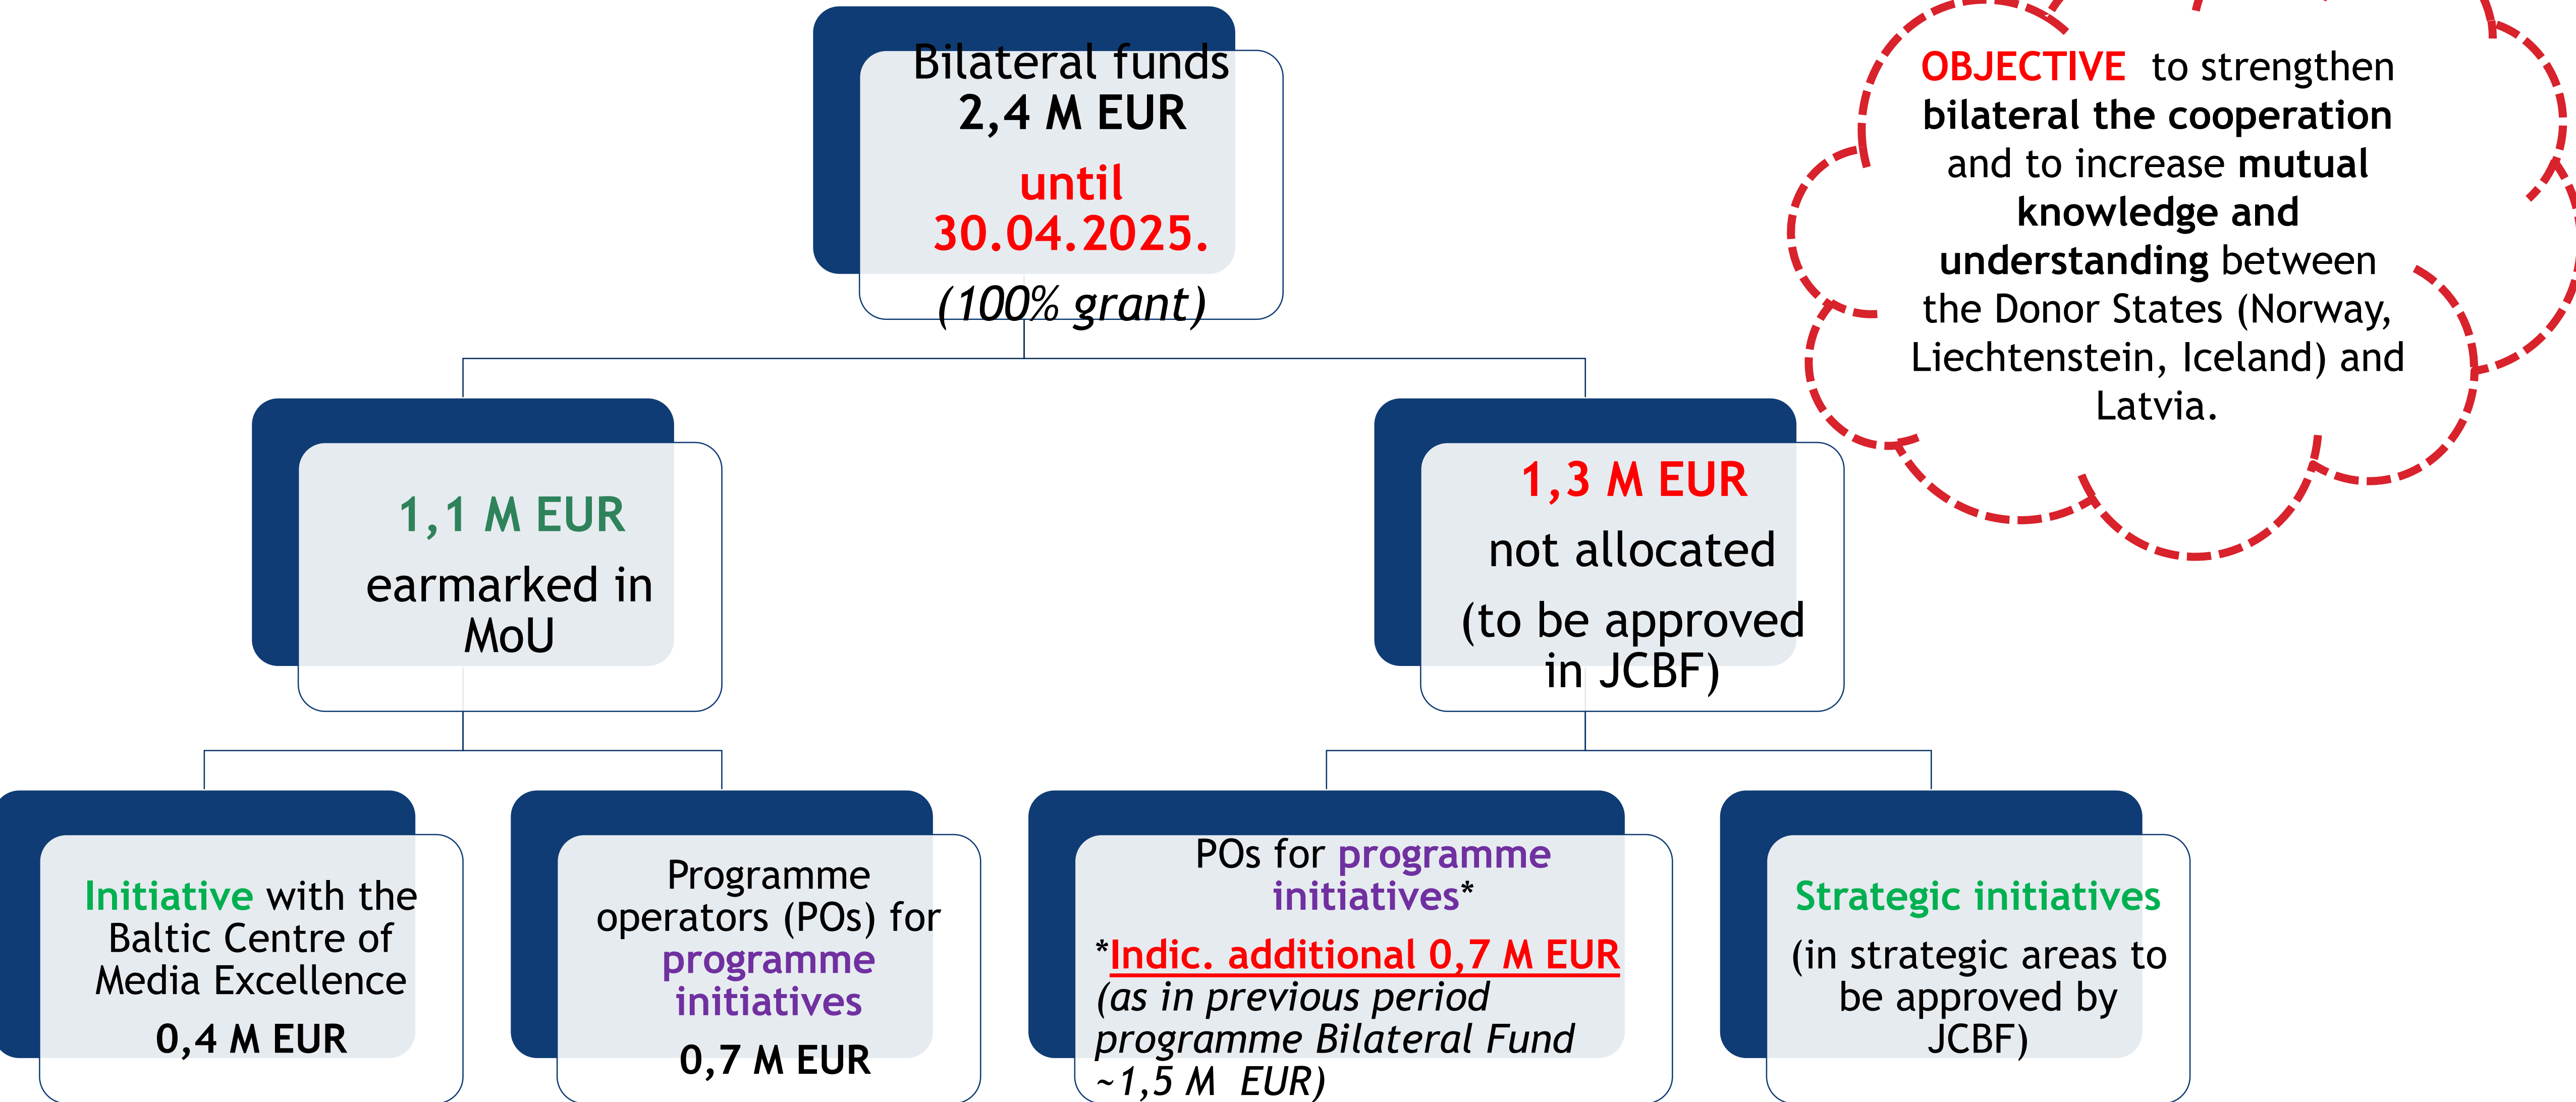 Bilateral funds
2,4 M EUR
until
30.04.2025.
(100% grant)
OBJECTIVE to strengthen
bilateral the cooperation
and to increase mutual
knowledge and
understanding between
the Donor States (Norway,
Liechtenstein, Iceland) and
Latvia.
1,1 M EUR
earmarked in
MoU
1,3 M EUR
not allocated
(to be approved
in JCBF)
Initiative with the
Baltic Centre of
Media Excellence
0,4 M EUR
Programme
operators (POs) for
programme
initiatives
0,7 M EUR
POs for programme
initiatives*
*Indic. additional 0,7 M EUR
(as in previous period
programme Bilateral Fund
~1,5 M EUR)
Strategic initiatives
(in strategic areas to
be approved by
JCBF)